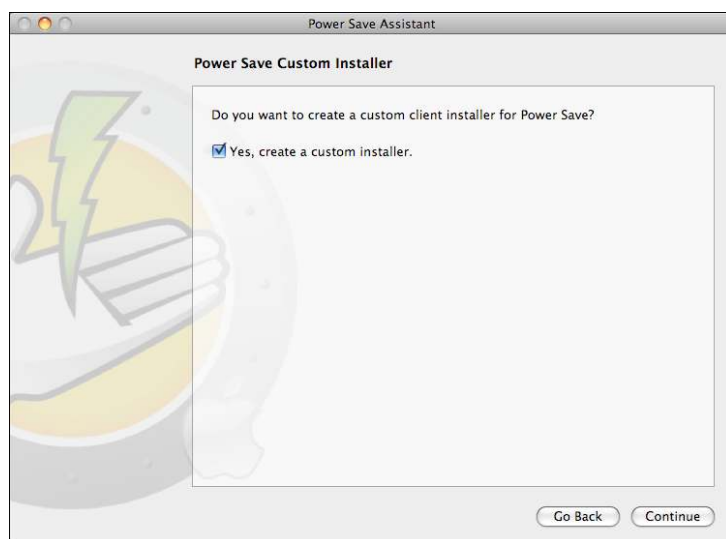 Power Save Assistant
Power Save Custom Installer
Do you want to create a custom client installer for Power Save?
Yes, create a custom installer.
Go Back
Continue